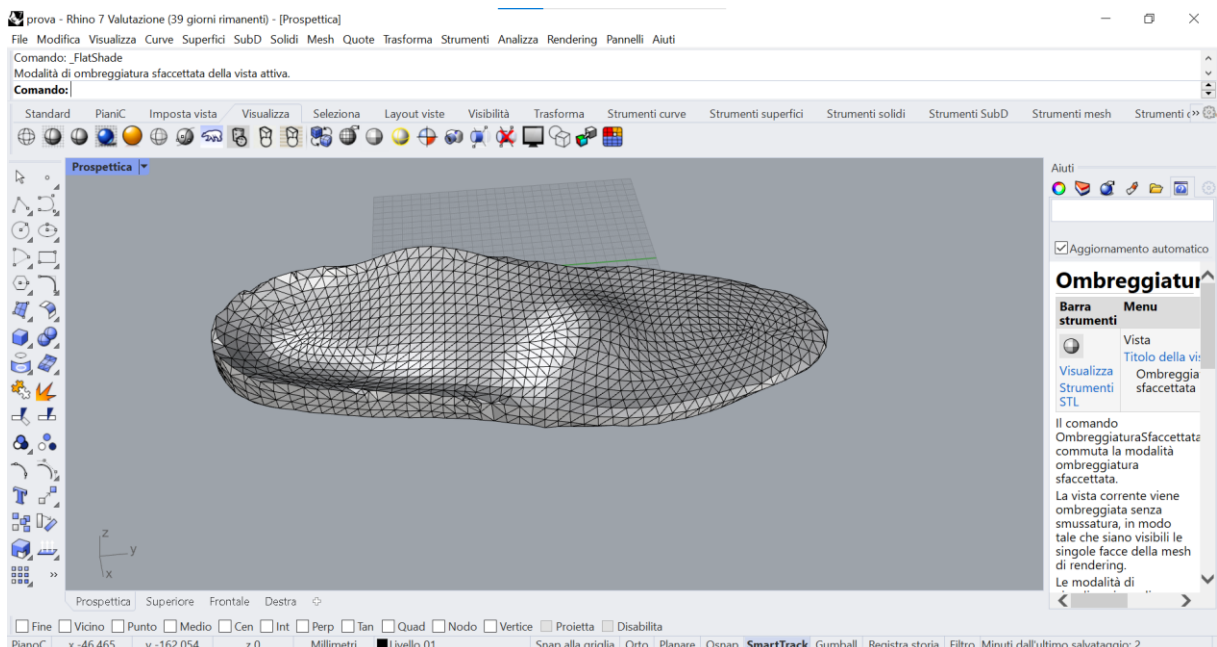 prova - Rhino 7 Valutazione (39 giorni rimanenti) - [Prospettica]
File Modifica Visualizza Curve Superfici SubD Solidi Mesh Quote Trasforma Strumenti Analizza Rendering Pannelli Aiuti
Comando: _FlatShade
Modalità di ombreggiatura sfaccettata della vista attiva.
Comando:
Standard PianiC Imposta vista Visualizza Seleziona Layout viste Visibilità Trasforma Strumenti curve Strumenti superfici Strumenti solidi Strumenti SubD Strumenti mesh Strumenti
Prospettica
Aiuti
Aggiornamento automatico
Ombreggiatur
Barra strumenti Menu
Vista
Titolo della vis
Visualizza Ombreggia
Strumenti sfaccettata
STL
Il comando
OmbreggiaturaSfaccettata
commuta la modalità
ombreggiatura
sfaccettata.
La vista corrente viene
ombreggiata senza
smussatura, in modo
tale che siano visibili le
singole facce della mesh
di rendering.
Le modalità di
z
y
x
Prospettica Superiore Frontale Destra
Fine Vicino Punto Medio Cen Int Perp Tan Quad Nodo Vertice Proietta Disabilita
PianoC x -46.465 y -162.054 z 0 Millimetri Livello 01 Snap alla griglia Orto Planare Osnap SmartTrack Gumball Registra storia Filtro Minuti dall'ultimo salvataggio: 2